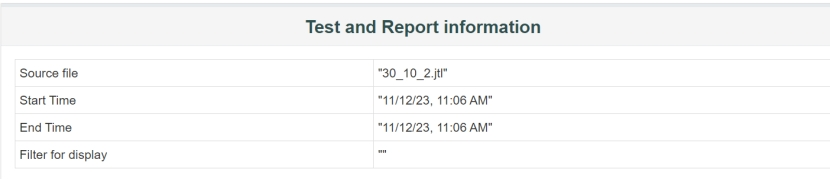 Test and Report information
Source file "30_10_2.jtl"
Start Time "11/12/23, 11:06 AM"
End Time "11/12/23, 11:06 AM"
Filter for display ""